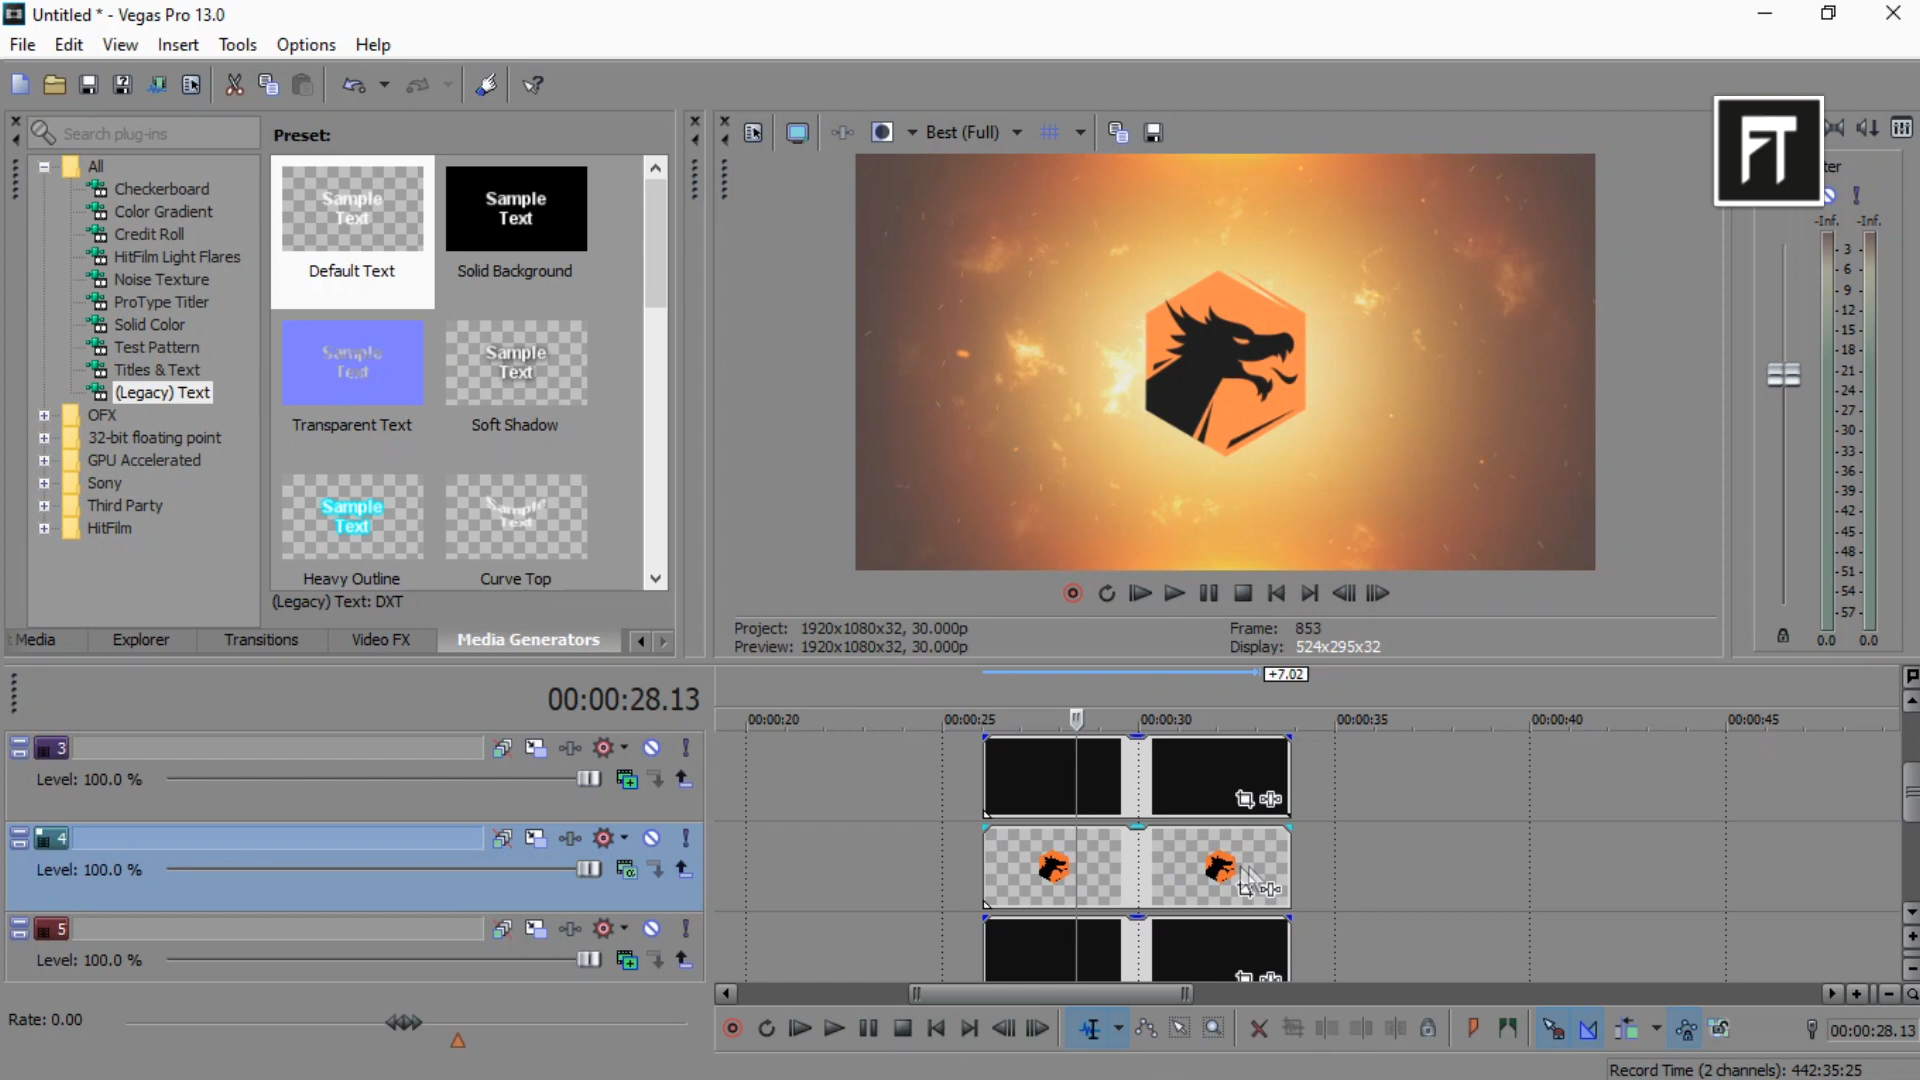 Untitled * - Vegas Pro 13.0
File Edit View Insert Tools Options Help
Search plug-ins
Preset:
Best (Full)
FT
All
Checkerboard
Color Gradient
Credit Roll
HitFilm Light Flares
Noise Texture
ProType Titler
Solid Color
Test Pattern
Titles & Text
(Legacy) Text
OFX
32-bit floating point
GPU Accelerated
Sony
Third Party
HitFilm
Sample
Text
Default Text
Sample
Text
Solid Background
Sample
Text
Transparent Text
Sample
Text
Soft Shadow
Sample
Text
Heavy Outline
Sample
Text
Curve Top
(Legacy) Text: DXT
Media Explorer Transitions Video FX Media Generators
-Inf. -Inf.
3
6
9
12
15
18
21
24
27
30
33
36
39
42
45
48
51
54
57
0.0 0.0
Project: 1920x1080x32, 30.000p
Preview: 1920x1080x32, 30.000p
Frame: 853
Display: 524x295x32
+7.02
00:00:28.13
00:00:20 00:00:25 00:00:30 00:00:35 00:00:40 00:00:45
3
Level: 100.0 %
4
Level: 100.0 %
5
Level: 100.0 %
Rate: 0.00
00:00:28.13
Record Time (2 channels): 442:35:25